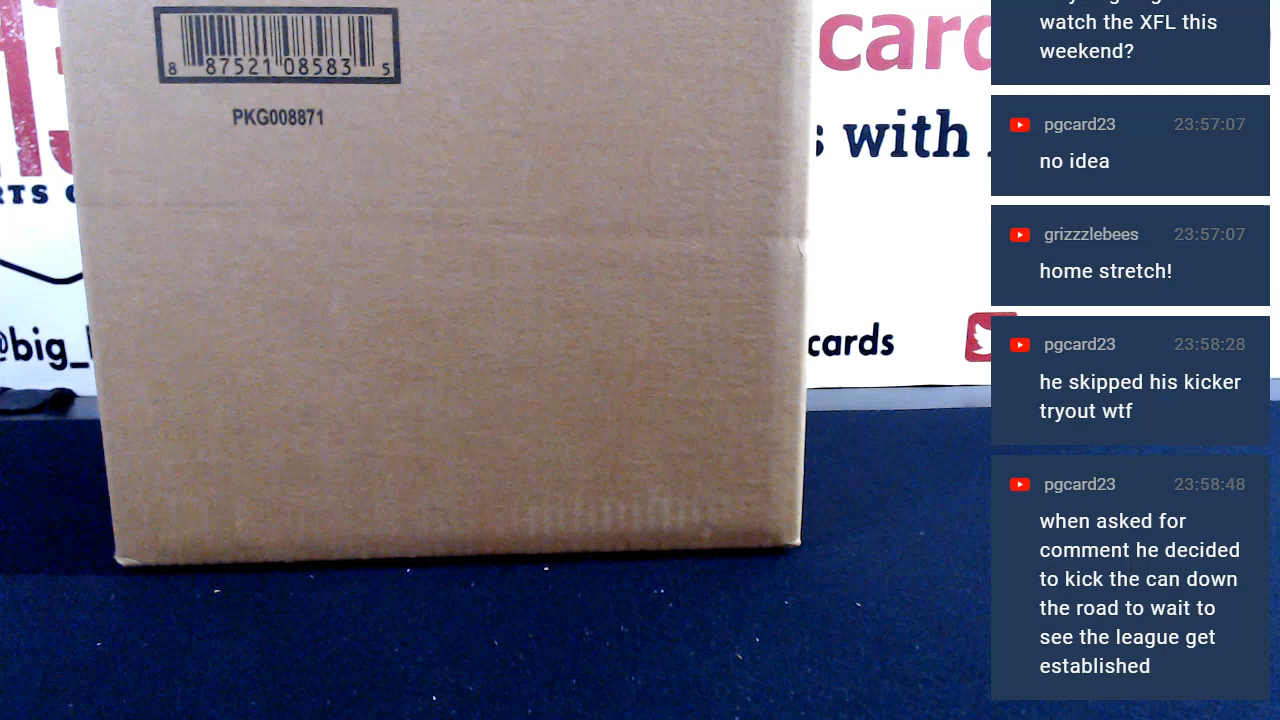 8 87521 08583 5
PKG008871
card
with
RTS
@big_
cards
watch the XFL this
weekend?
pgcard23 23:57:07
no idea
grizzzlebees 23:57:07
home stretch!
pgcard23 23:58:28
he skipped his kicker
tryout wtf
pgcard23 23:58:48
when asked for
comment he decided
to kick the can down
the road to wait to
see the league get
established